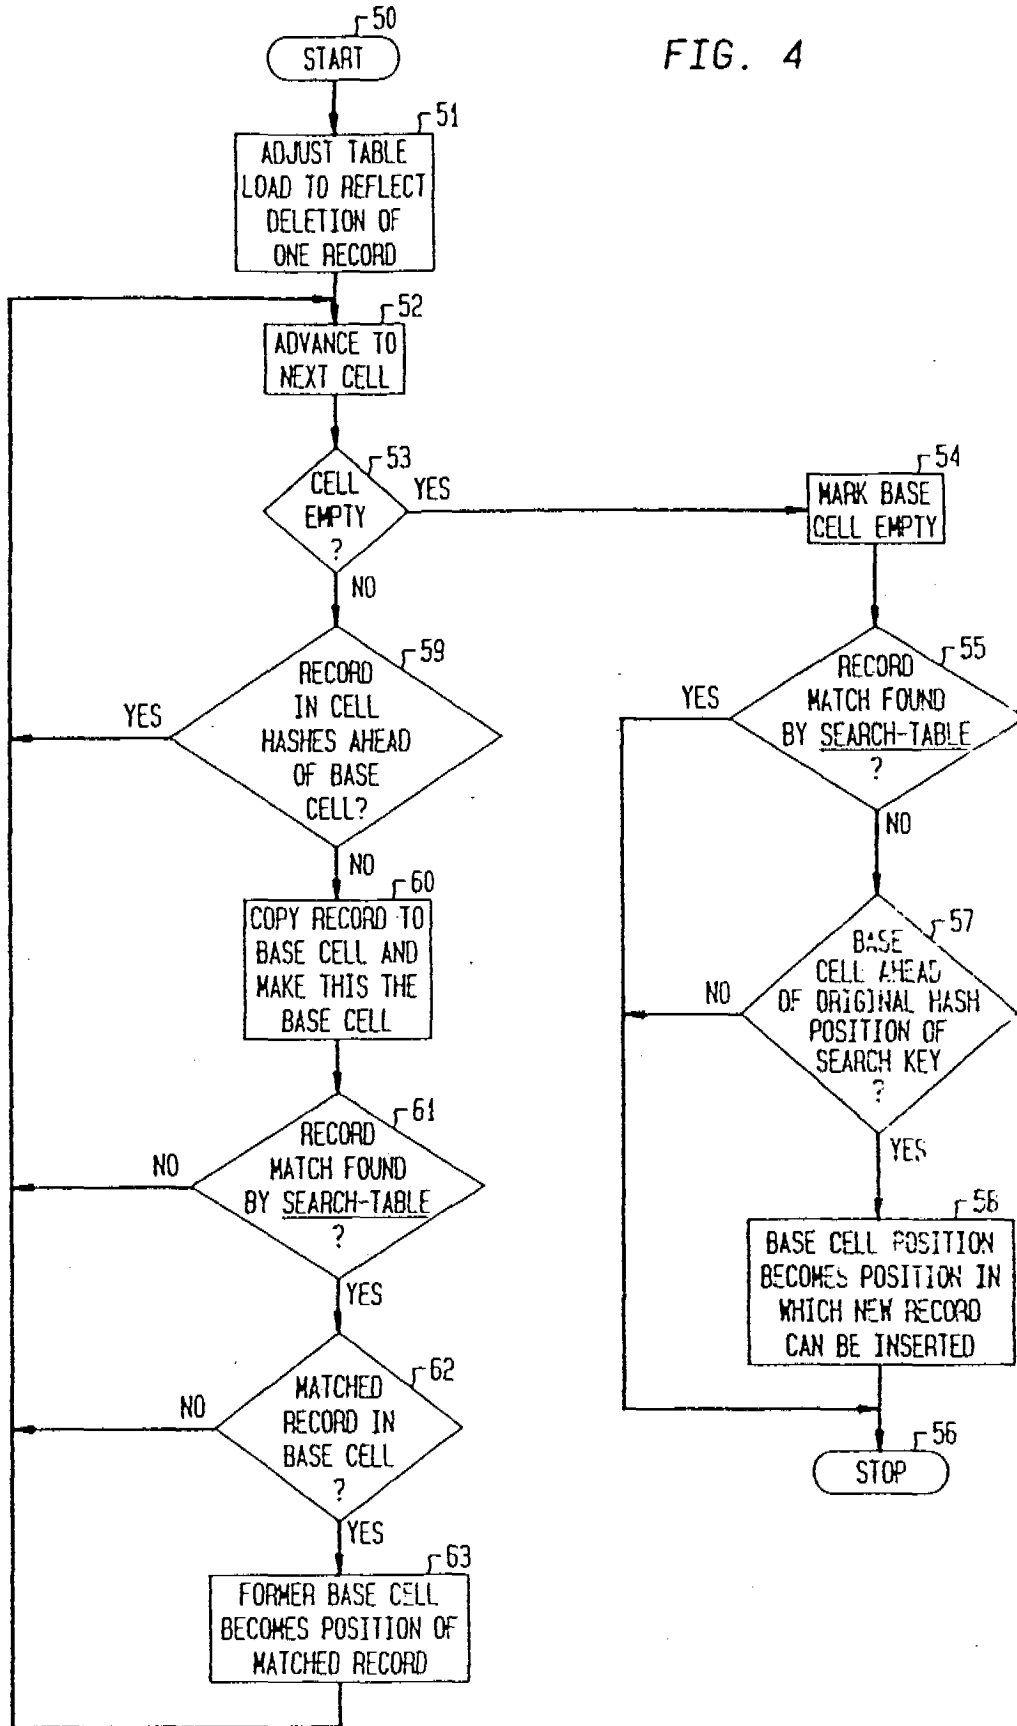 50
START
FIG. 4
51
ADJUST TABLE
LOAD TO REFLECT
DELETION OF
ONE RECORD
52
ADVANCE TO
NEXT CELL
53
CELL
EMPTY
?
YES
NO
54
MARK BASE
CELL EMPTY
55
RECORD
MATCH FOUND
BY SEARCH-TABLE
?
YES
NO
59
RECORD
IN CELL
HASHES AHEAD
OF BASE
CELL?
YES
NO
57
BASE
CELL AHEAD
OF ORIGINAL HASH
POSITION OF
SEARCH KEY
?
NO
YES
60
COPY RECORD TO
BASE CELL AND
MAKE THIS THE
BASE CELL
61
RECORD
MATCH FOUND
BY SEARCH-TABLE
?
NO
YES
58
BASE CELL POSITION
BECOMES POSITION IN
WHICH NEW RECORD
CAN BE INSERTED
62
MATCHED
RECORD IN
BASE CELL
?
NO
YES
56
STOP
63
FORMER BASE CELL
BECOMES POSITION OF
MATCHED RECORD